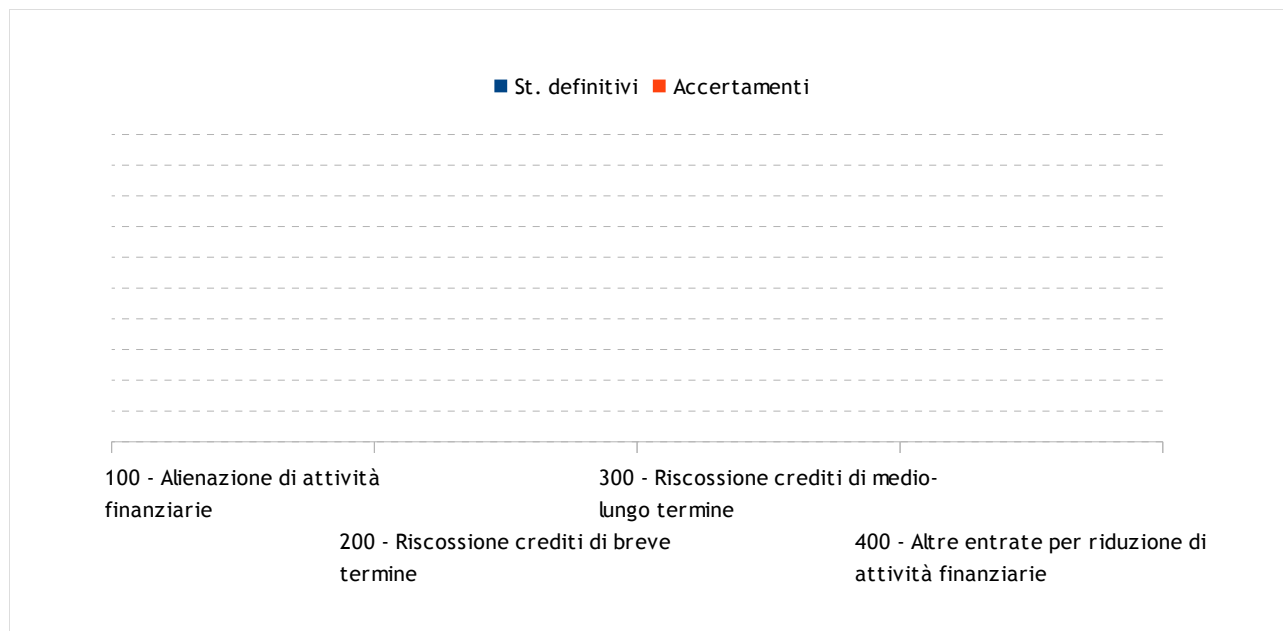 St. definitivi Accertamenti
100 - Alienazione di attività
finanziarie
200 - Riscossione crediti di breve
termine
300 - Riscossione crediti di medio-
lungo termine
400 - Altre entrate per riduzione di
attività finanziarie